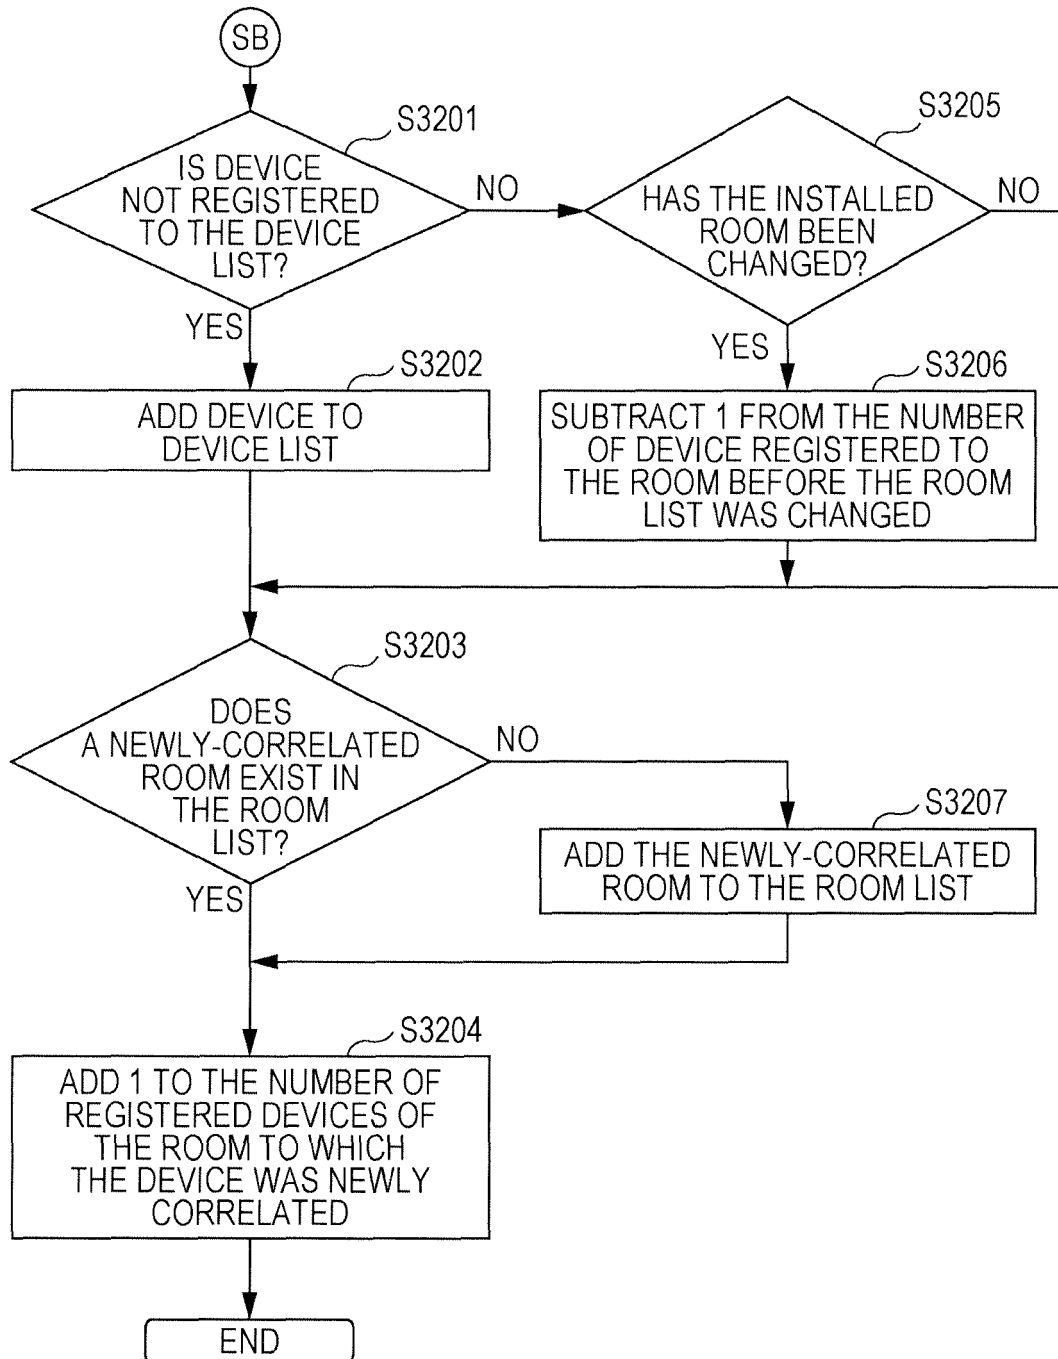 SB
S3201
IS DEVICE
NOT REGISTERED
TO THE DEVICE
LIST?
NO
YES
S3205
HAS THE INSTALLED
ROOM BEEN
CHANGED?
NO
YES
S3202
ADD DEVICE TO
DEVICE LIST
S3206
SUBTRACT 1 FROM THE NUMBER
OF DEVICE REGISTERED TO
THE ROOM BEFORE THE ROOM
LIST WAS CHANGED
S3203
DOES
A NEWLY-CORRELATED
ROOM EXIST IN
THE ROOM
LIST?
NO
YES
S3207
ADD THE NEWLY-CORRELATED
ROOM TO THE ROOM LIST
S3204
ADD 1 TO THE NUMBER OF
REGISTERED DEVICES OF
THE ROOM TO WHICH
THE DEVICE WAS NEWLY
CORRELATED
END